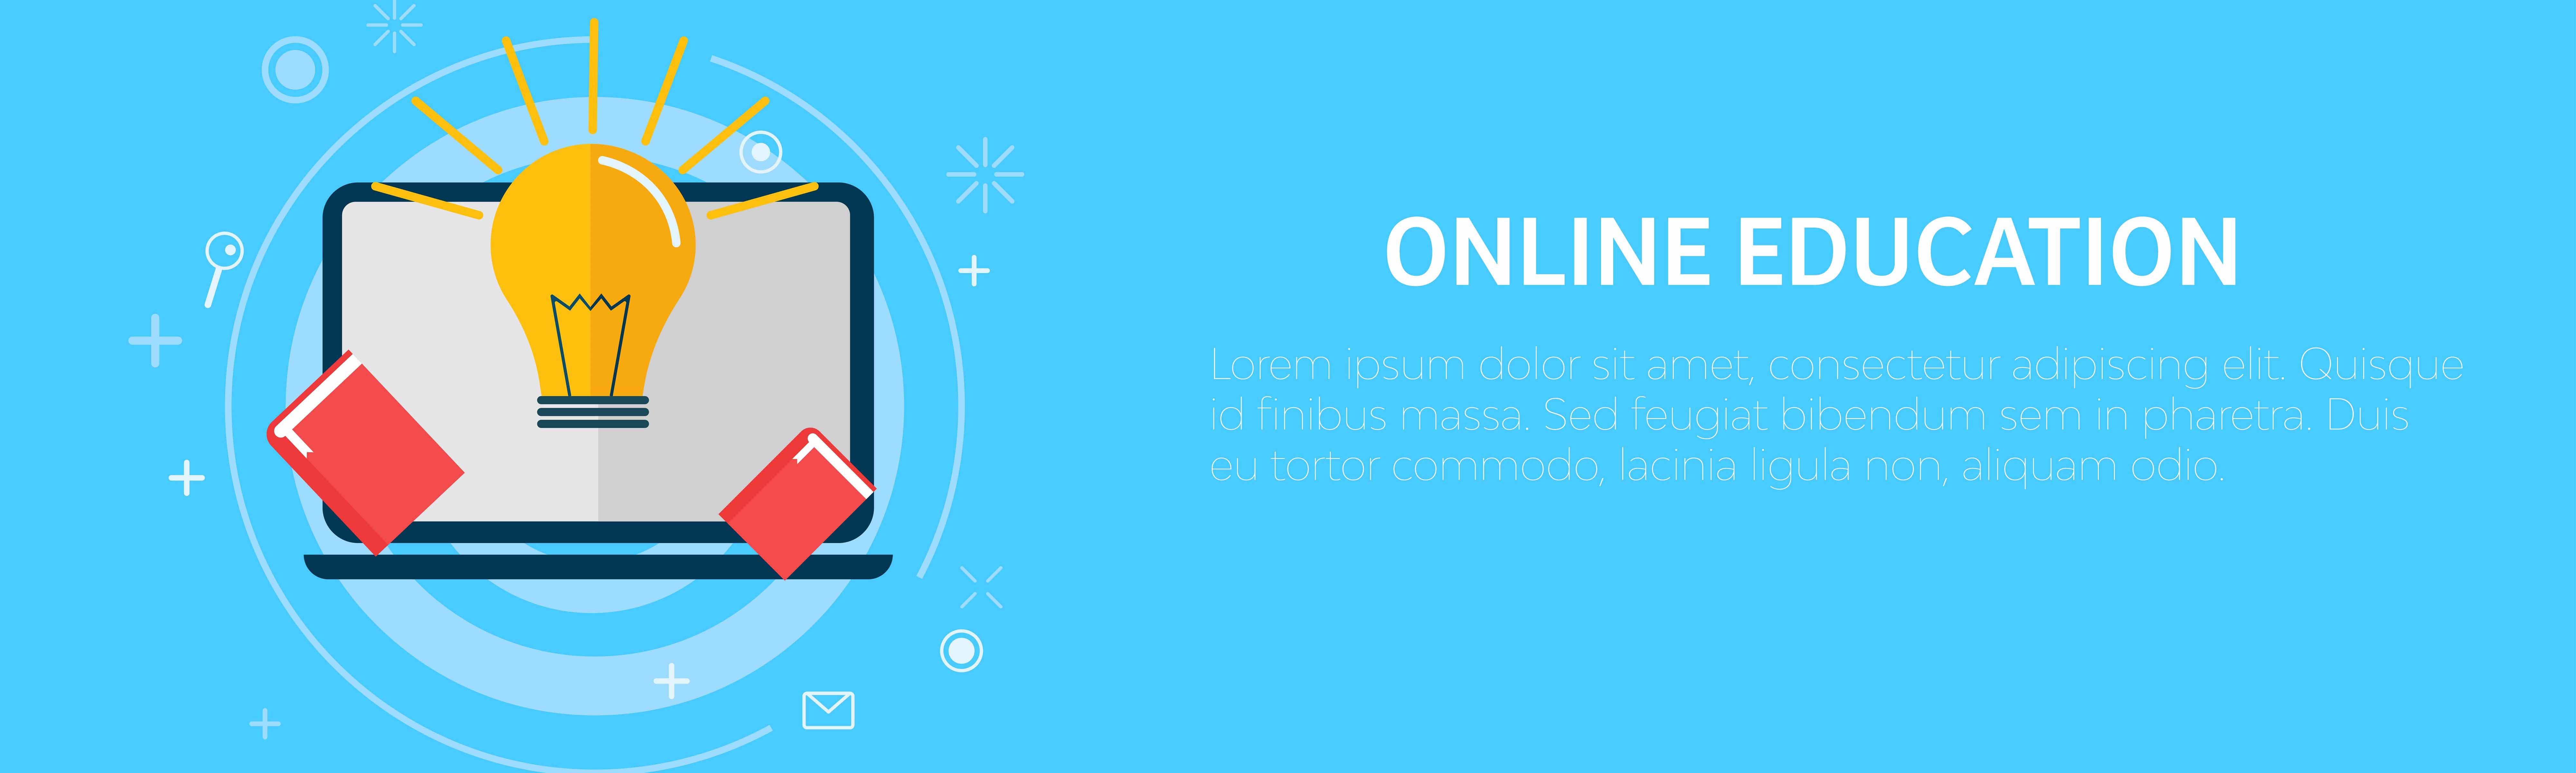 ONLINE EDUCATION
Lorem ipsum dolor sit amet, consectetur adipiscing elit. Quisque
id finibus massa. Sed feugiat bibendum sem in pharetra. Duis
eu tortor commodo, lacinia ligula non, aliquam odio.